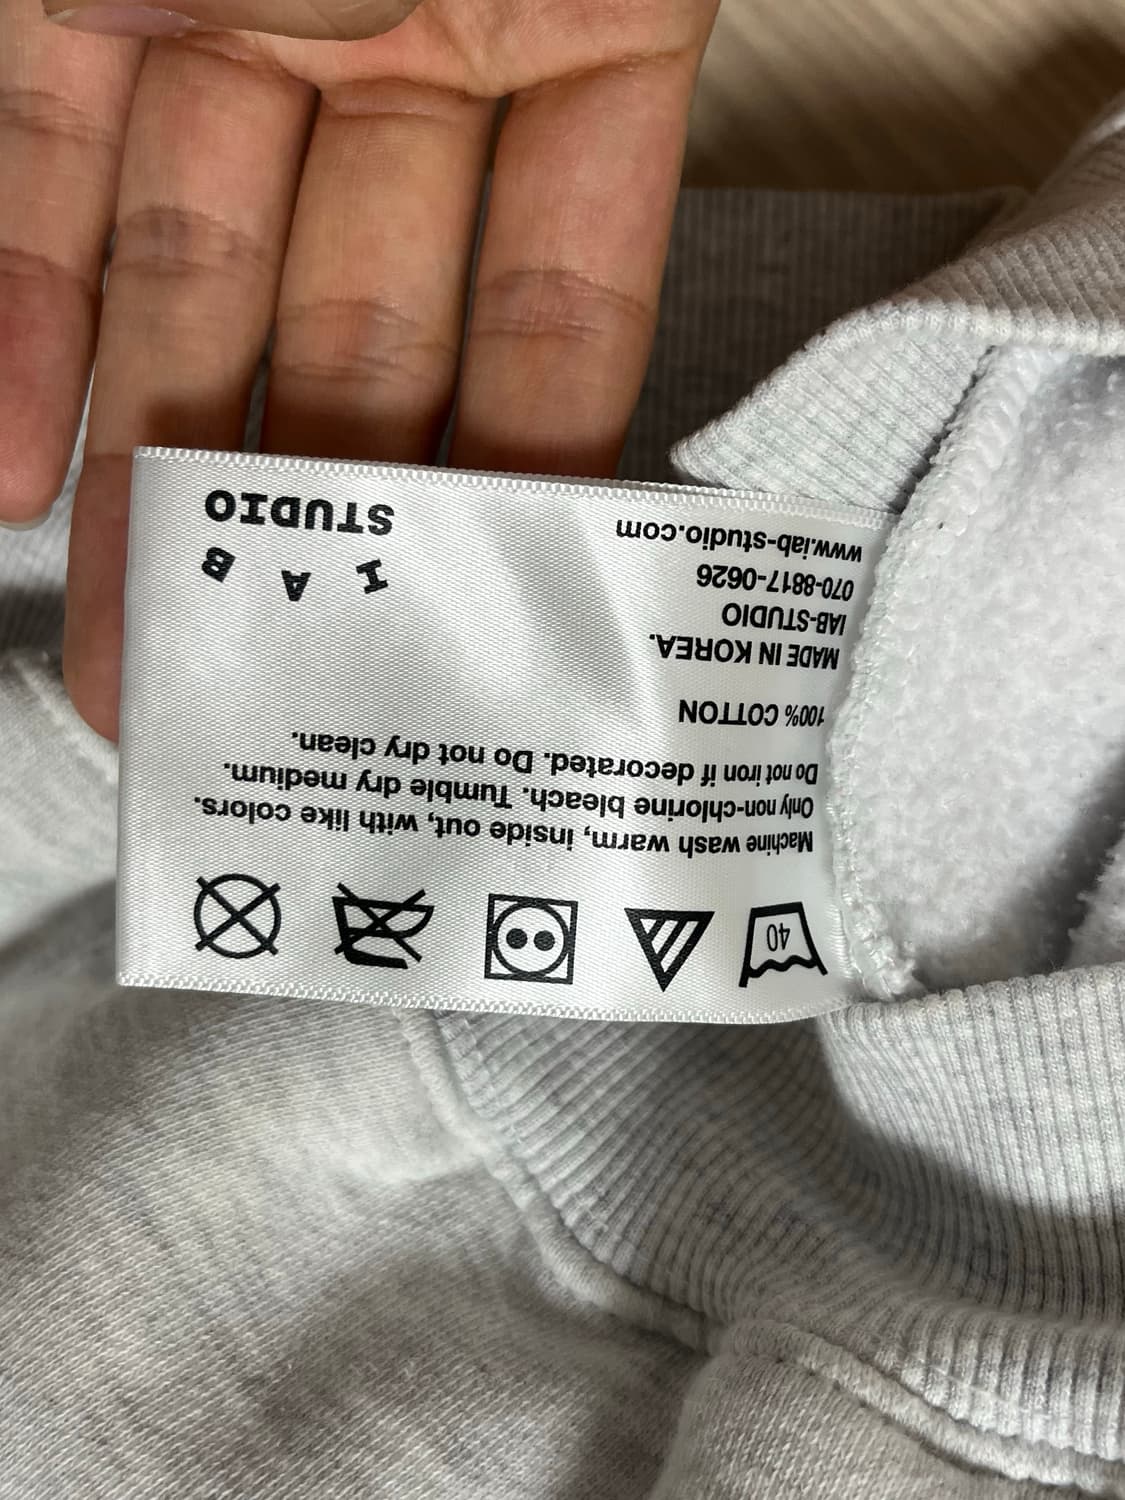 40
Machine wash warm, inside out, with like colors.
Only non-chlorine bleach. Tumble dry medium.
Do not iron if decorated. Do not dry clean.
100% COTTON
MADE IN KOREA.
IAB-STUDIO
070-8817-0626
www.iab-studio.com
I A B
STUDIO